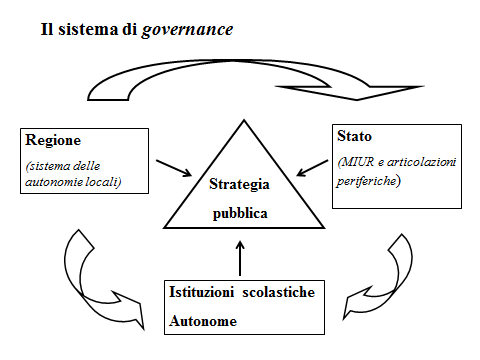 Il sistema di governance
Regione
(sistema delle
autonomie locali)
Stato
(MIUR e articolazioni
periferiche)
Strategia
pubblica
Istituzioni scolastiche
Autonome